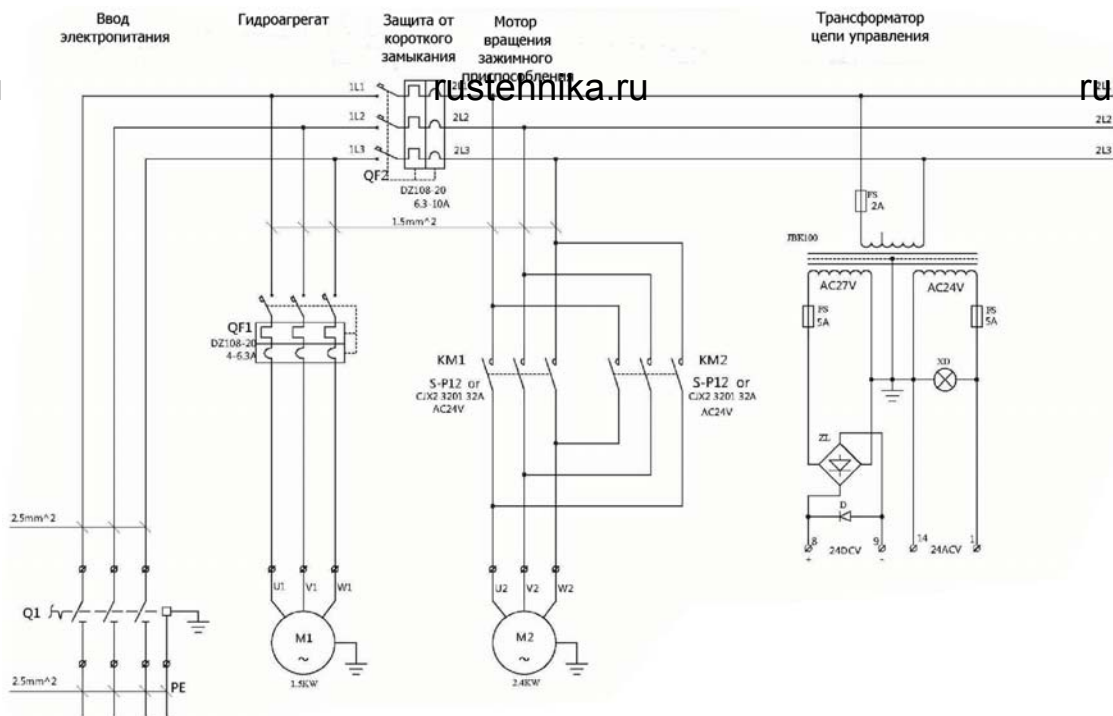 Ввод
электропитания
Гидроагрегат
Защита от
короткого
замыкания
Мотор
вращения
зажимного
приспособления
Трансформатор
цепи управления
rustehnika.ru
ru
1L1
1L2
2L2
2L2
1L3
2L3
2L3
QF2
DZ108-20
6.3-10A
1.5mm^2
FS
2A
JBK100
AC27V
AC24V
FS
5A
FS
5A
QF1
DZ108-20
4-6.3A
KM1
S-P12 or
CJX2 3201 32A
AC24V
KM2
S-P12 or
CJX2 3201 32A
AC24V
XD
ZL
D
8
24DCV
9
14
24ACV
1
+
-
2.5mm^2
Q1
U1
V1
W1
U2
V2
W2
M1
~
1.5KW
M2
~
2.4KW
2.5mm^2
PE